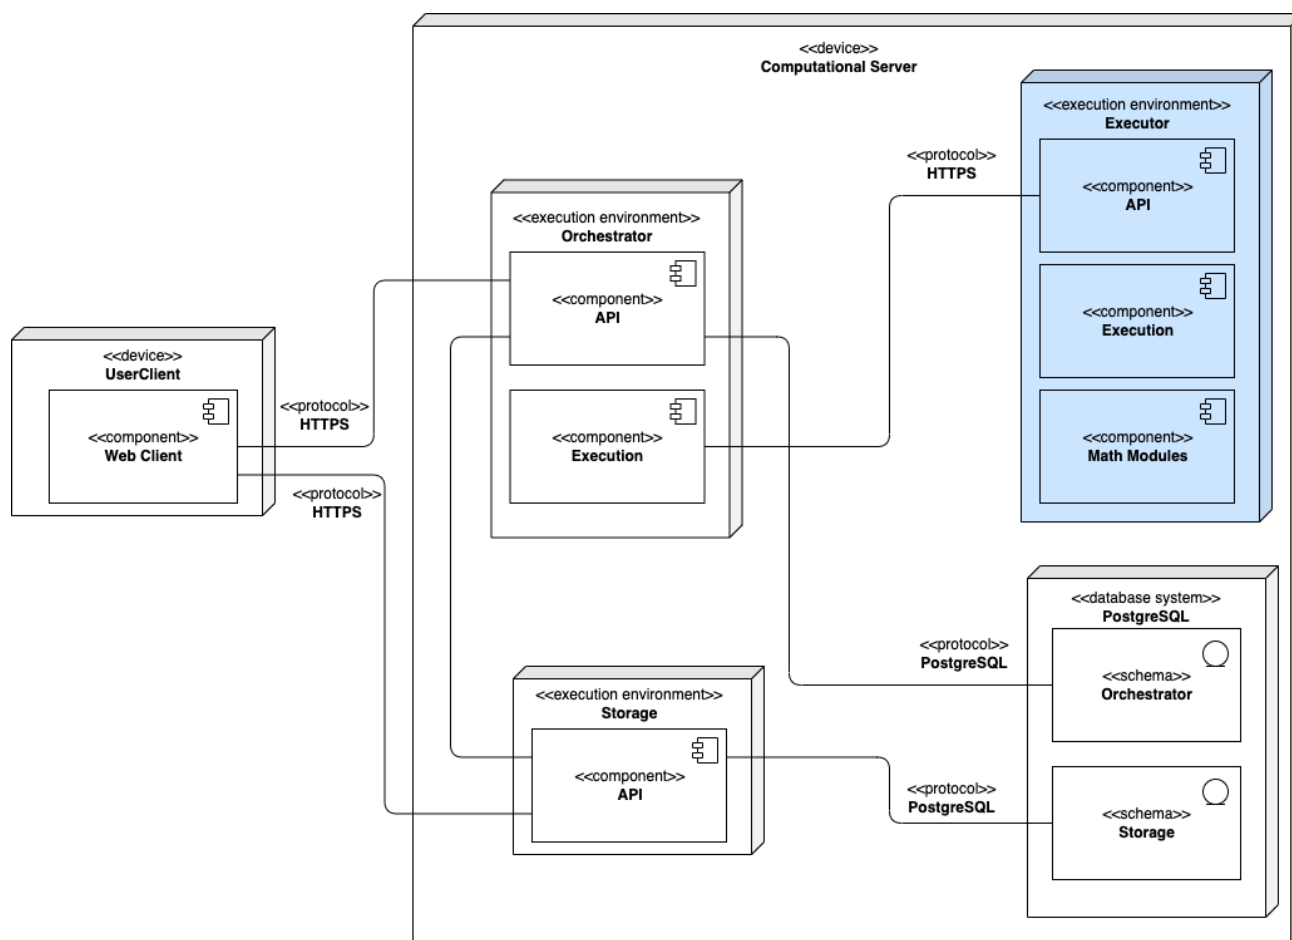 <<device>>
Computational Server
<<execution environment>>
Executor
<<component>>
API
<<component>>
Execution
<<component>>
Math Modules
<<protocol>>
HTTPS
<<execution environment>>
Orchestrator
<<component>>
API
<<component>>
Execution
<<device>>
UserClient
<<component>>
Web Client
<<protocol>>
HTTPS
<<protocol>>
HTTPS
<<execution environment>>
Storage
<<component>>
API
<<protocol>>
PostgreSQL
<<protocol>>
PostgreSQL
<<database system>>
PostgreSQL
<<schema>>
Orchestrator
<<schema>>
Storage